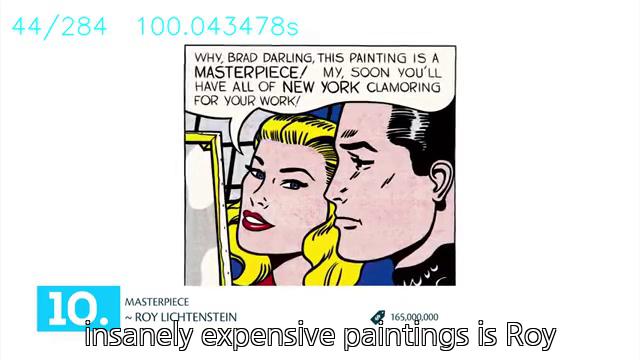 44/284 100.043478s
WHY, BRAD DARLING, THIS PAINTING IS A
MASTERPIECE! MY, SOON YOU'LL
HAVE ALL OF NEW YORK CLAMORING
FOR YOUR WORK!
10.
MASTERPIECE
~ ROY LICHTENSTEIN
165,000,000
insanely expensive paintings is Roy